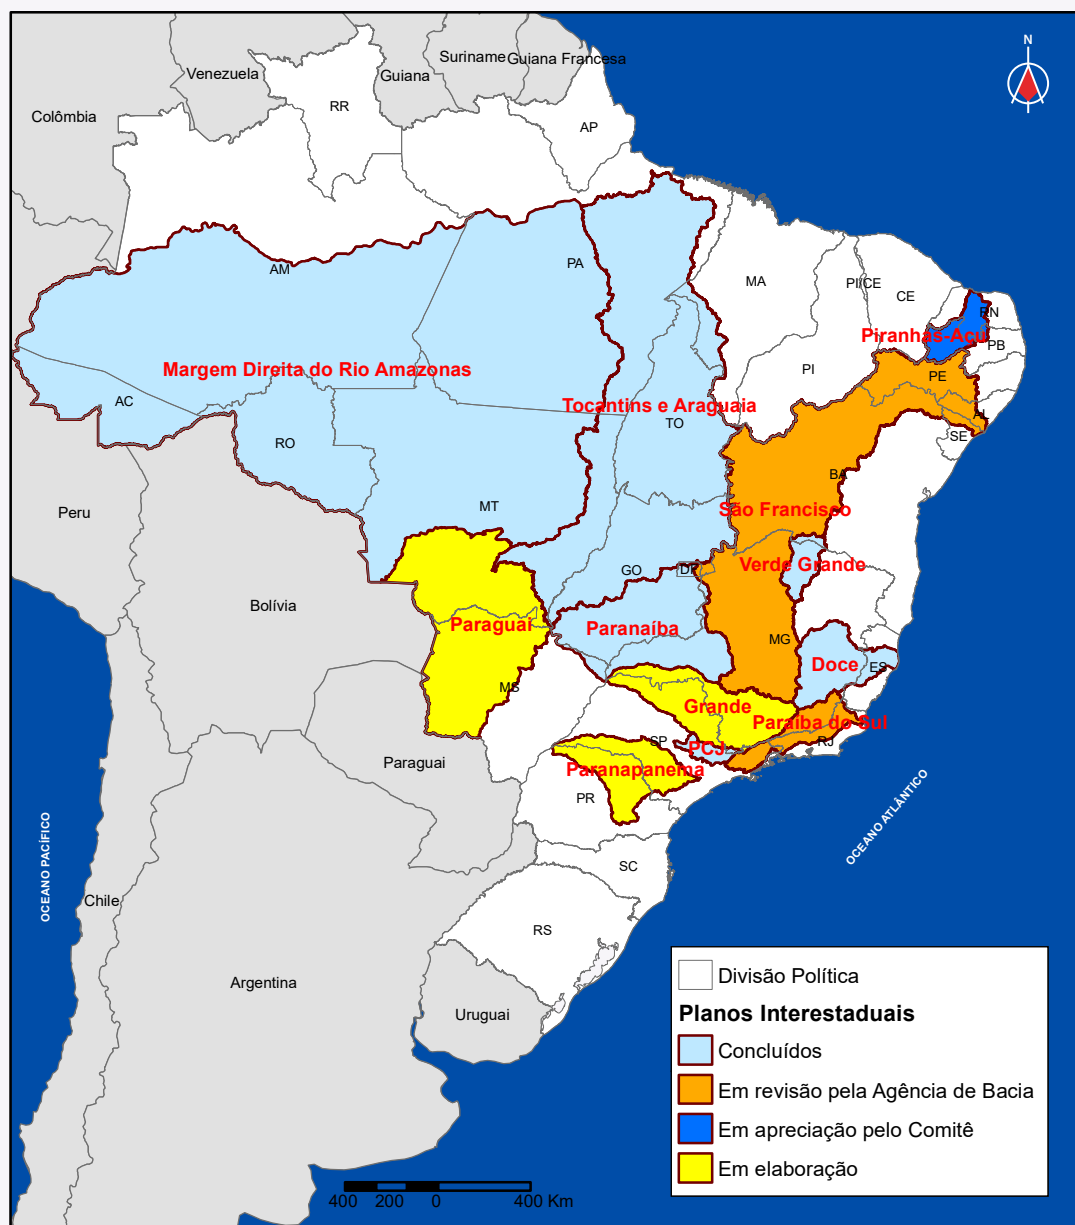 N
Suriname
Guiana Francesa
Venezuela
Guiana
Colômbia
RR
AP
AM
PA
MA
PI/CE
CE
RN
Piranhas-Açu
PB
Margem Direita do Rio Amazonas
PI
PE
AC
Tocantins e Araguaia
AL
TO
SE
RO
BA
Peru
MT
São Francisco
GO
DF
Verde Grande
Bolívia
Paraguai
Paranaíba
MG
Doce
ES
MS
Grande
Paraíba do Sul
SP
PCJ
RJ
Paraguai
Paranapanema
PR
OCEANO ATLÂNTICO
OCEANO PACÍFICO
SC
Chile
RS
Argentina
Uruguai
Divisão Política
Planos Interestaduais
Concluídos
Em revisão pela Agência de Bacia
Em apreciação pelo Comitê
Em elaboração
400 200 0 400 Km